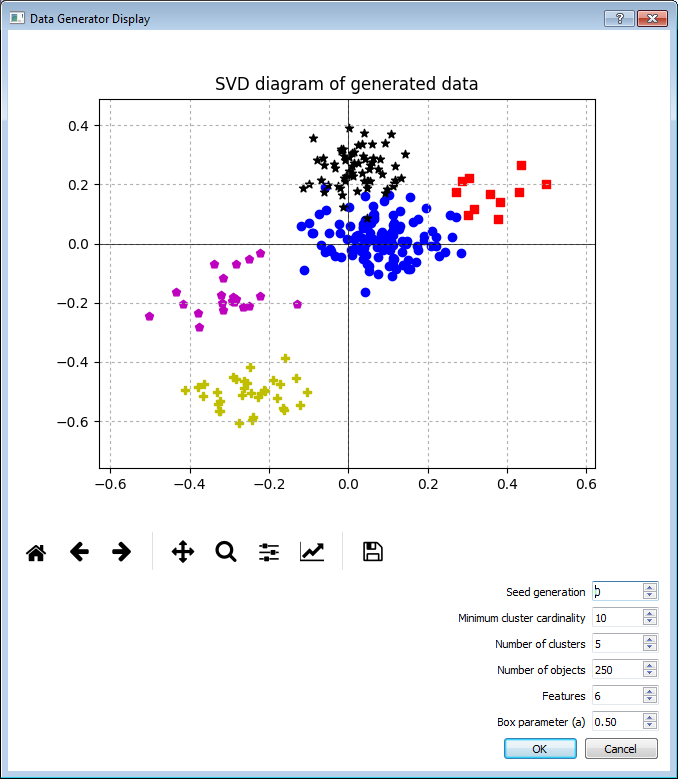 Data Generator Display
SVD diagram of generated data
0.4
0.2
0.0
−0.2
−0.4
−0.6
−0.6 −0.4 −0.2 0.0 0.2 0.4 0.6
Seed generation 0
Minimum cluster cardinality 10
Number of clusters 5
Number of objects 250
Features 6
Box parameter (a) 0.50
OK Cancel